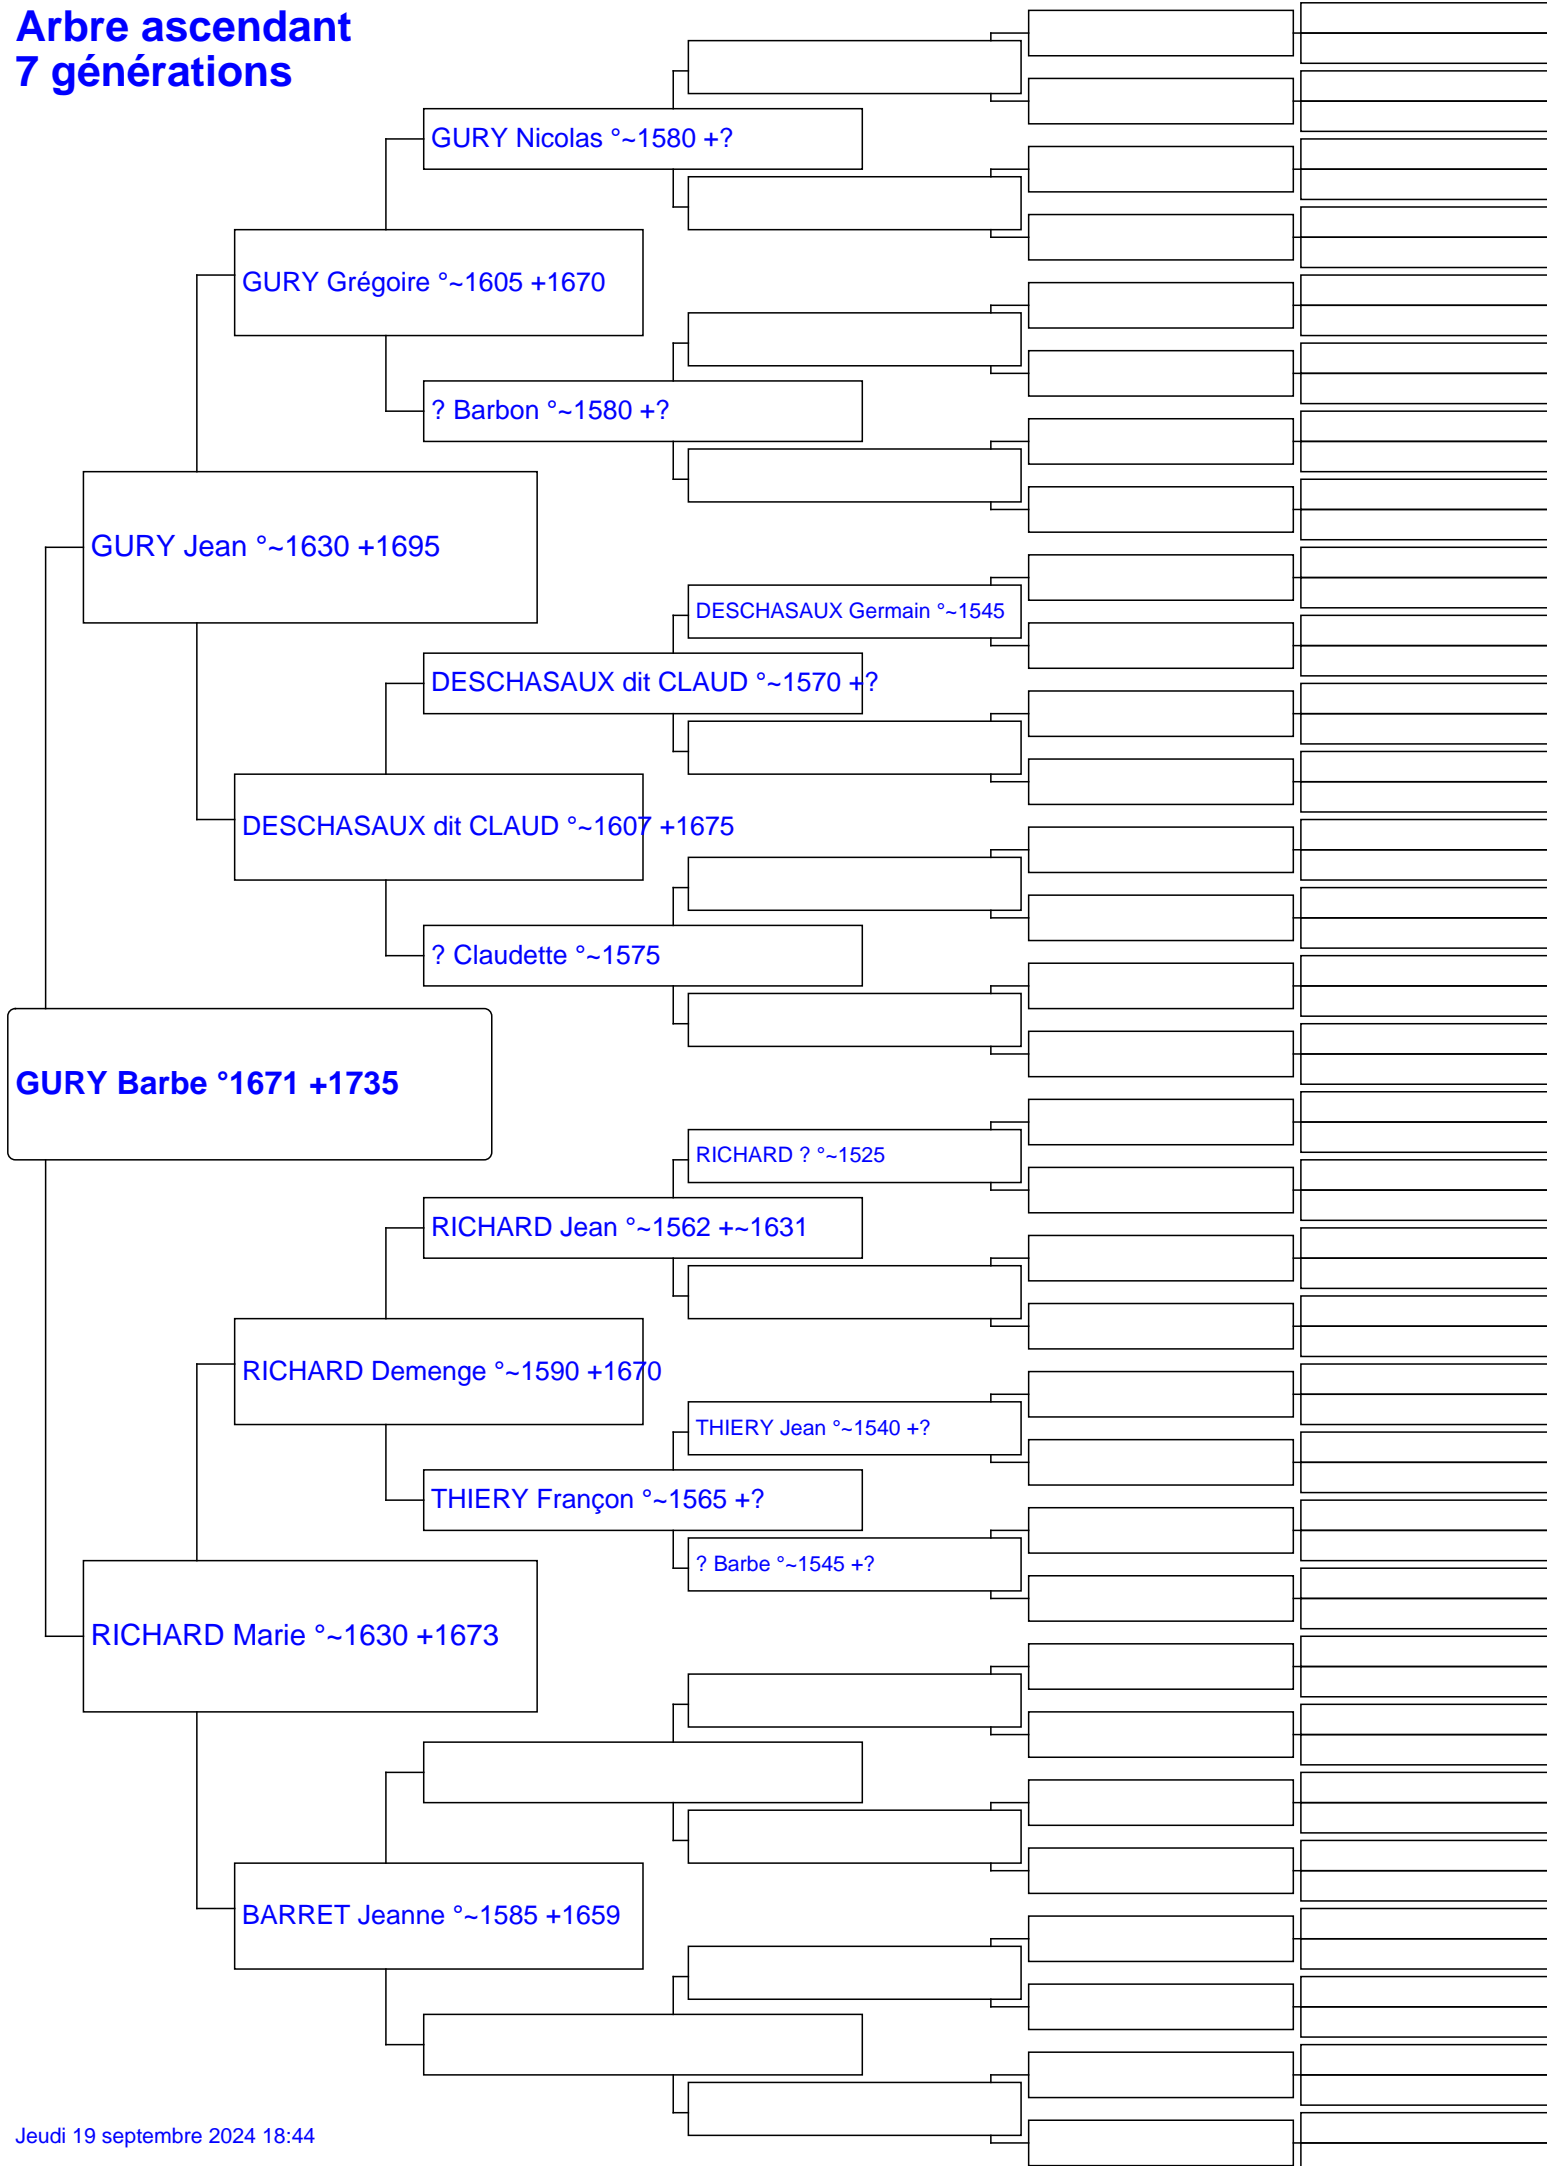 Arbre ascendant
7 générations
GURY Nicolas °~1580 +?
GURY Grégoire °~1605 +1670
? Barbon °~1580 +?
GURY Jean °~1630 +1695
DESCHASAUX Germain °~1545
DESCHASAUX dit CLAUD °~1570 +?
DESCHASAUX dit CLAUD °~1607 +1675
? Claudette °~1575
GURY Barbe °1671 +1735
RICHARD ? °~1525
RICHARD Jean °~1562 +~1631
RICHARD Demenge °~1590 +1670
THIERY Jean °~1540 +?
THIERY Françon °~1565 +?
? Barbe °~1545 +?
RICHARD Marie °~1630 +1673
BARRET Jeanne °~1585 +1659
Jeudi 19 septembre 2024 18:44